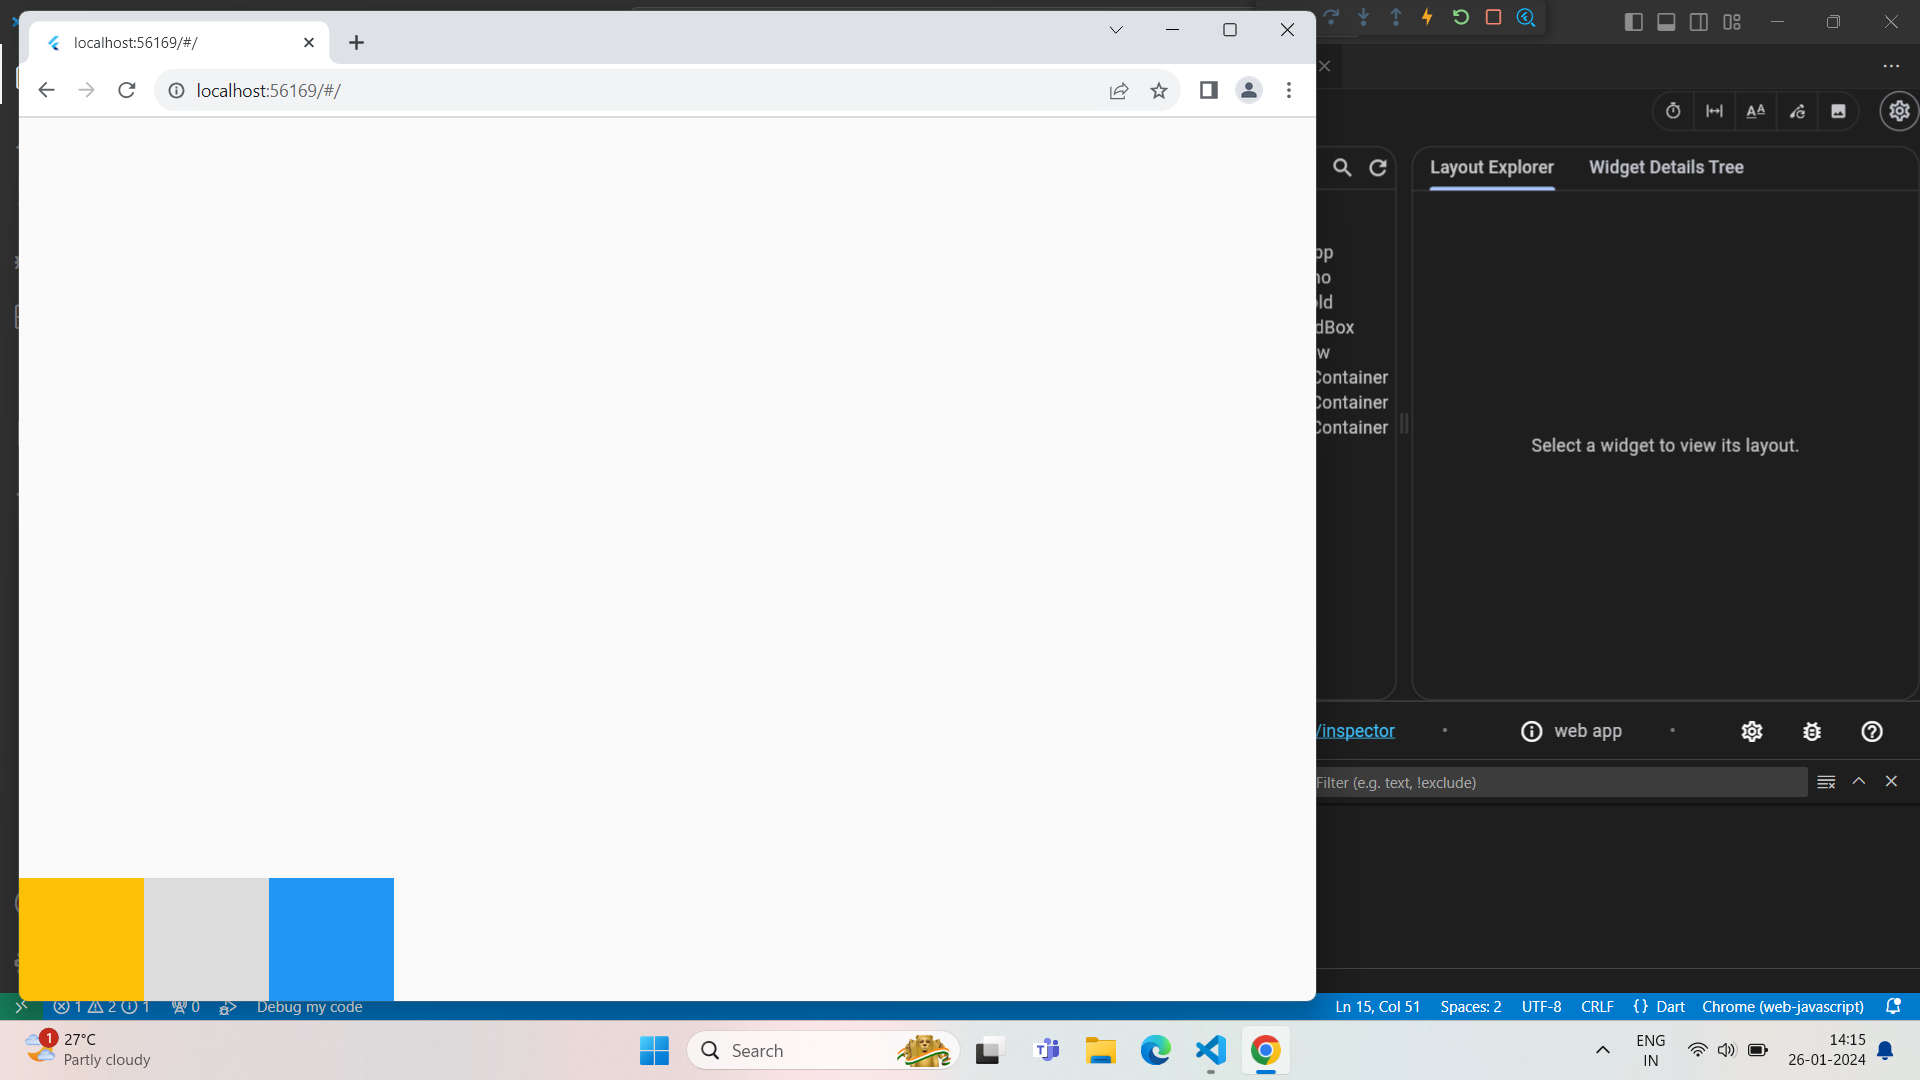 localhost:56169/#/
localhost:56169/#/
Layout Explorer
Widget Details Tree
dBox
Container
Container
Container
Select a widget to view its layout.
/inspector
•
web app
•
Filter (e.g. text, !exclude)
1 2 1
0
Debug my code
Ln 15, Col 51
Spaces: 2
UTF-8
CRLF
{ } Dart
Chrome (web-javascript)
1
27°C
Partly cloudy
Search
ENG
IN
14:15
26-01-2024